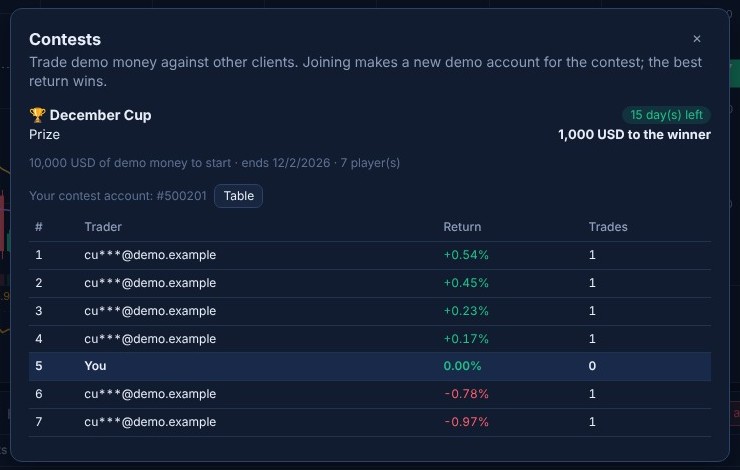 Contests
×
Trade demo money against other clients. Joining makes a new demo account for the contest; the best
return wins.
🏆 December Cup
15 day(s) left
Prize
1,000 USD to the winner
10,000 USD of demo money to start · ends 12/2/2026 · 7 player(s)
Your contest account: #500201 Table
# Trader Return Trades
1 cu***@demo.example +0.54% 1
2 cu***@demo.example +0.45% 1
3 cu***@demo.example +0.23% 1
4 cu***@demo.example +0.17% 1
5 You 0.00% 0
6 cu***@demo.example -0.78% 1
7 cu***@demo.example -0.97% 1